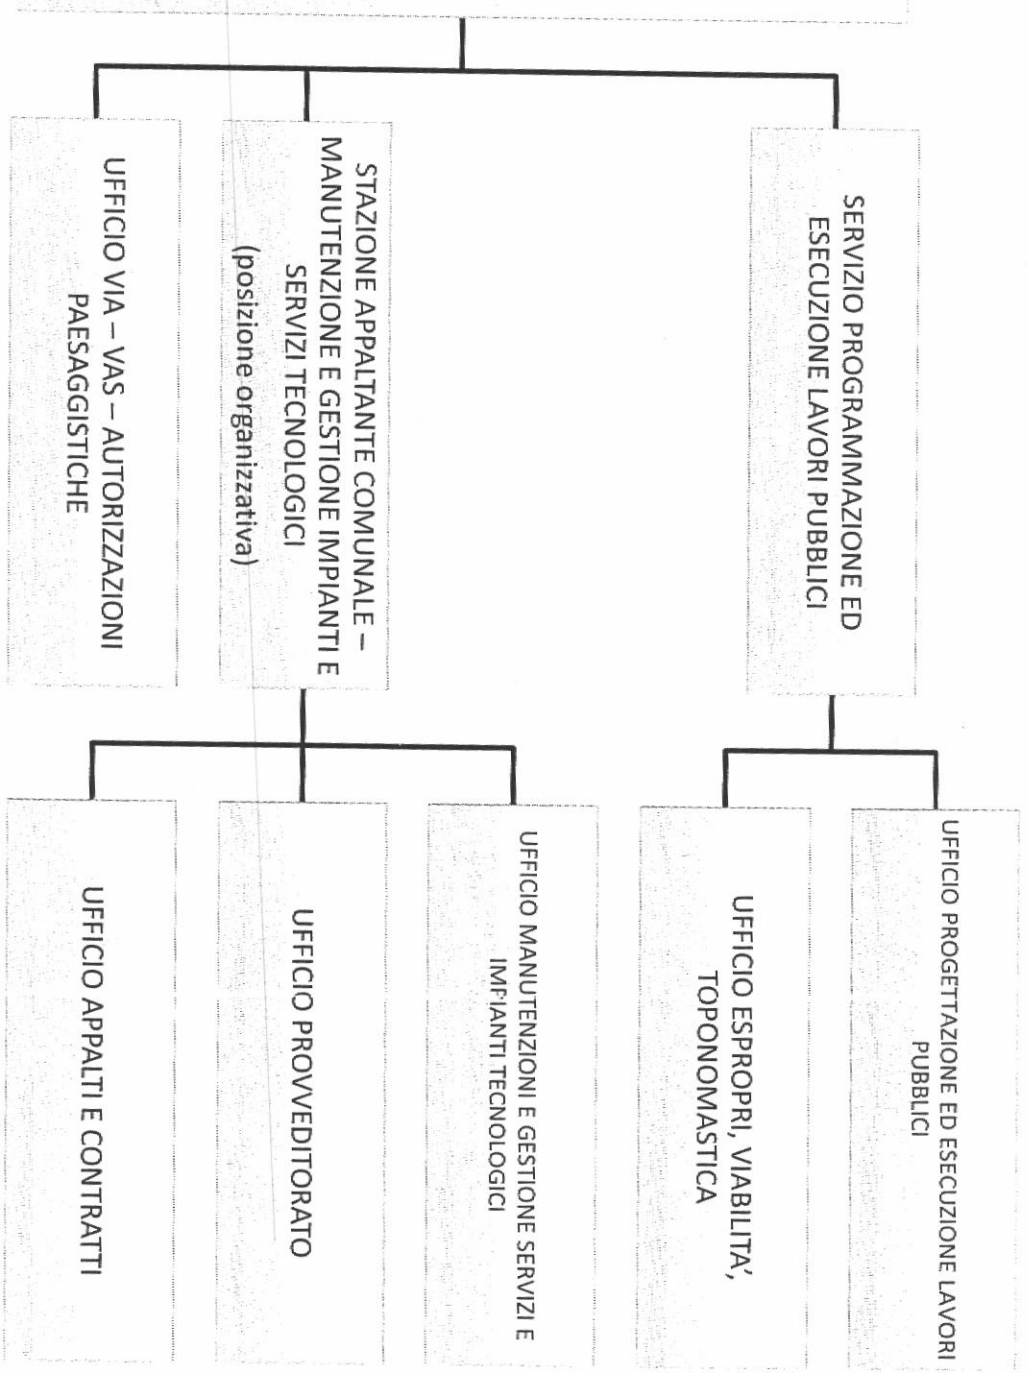 SERVIZIO PROGRAMMAZIONE ED
ESECUZIONE LAVORI PUBBLICI
UFFICIO PROGETTAZIONE ED ESECUZIONE LAVORI
PUBBLICI
UFFICIO ESPROPRI, VIABILITA’,
TOPONOMASTICA
STAZIONE APPALTANTE COMUNALE –
MANUTENZIONE E GESTIONE IMPIANTI E
SERVIZI TECNOLOGICI
(posizione organizzativa)
UFFICIO MANUTENZIONI E GESTIONE SERVIZI E
IMPIANTI TECNOLOGICI
UFFICIO PROVVEDITORATO
UFFICIO APPALTI E CONTRATTI
UFFICIO VIA – VAS – AUTORIZZAZIONI
PAESAGGISTICHE